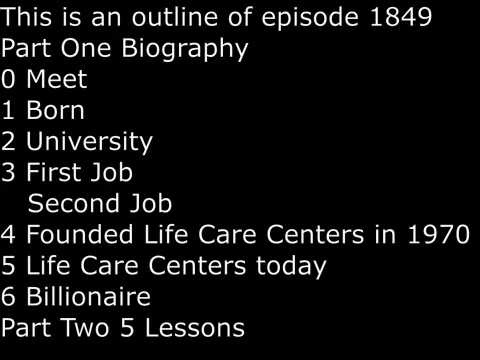 This is an outline of episode 1849
Part One Biography
0 Meet
1 Born
2 University
3 First Job
Second Job
4 Founded Life Care Centers in 1970
5 Life Care Centers today
6 Billionaire
Part Two 5 Lessons